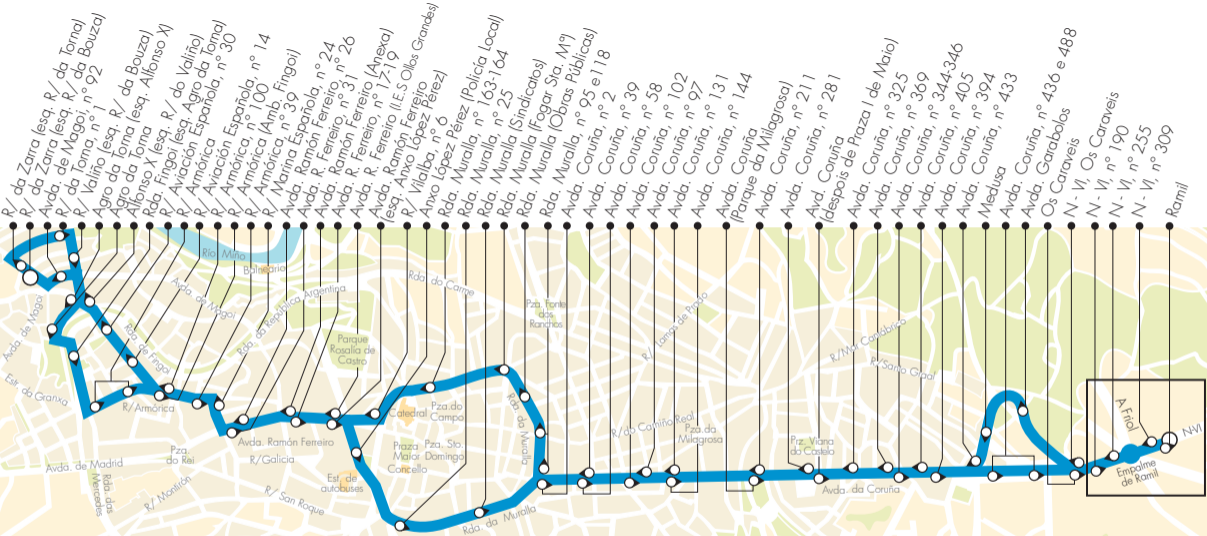 R/ da Zarra (esq. R/ da Torna)
R/ da Zarra (esq. R/ da Bouza)
Avda. de Magoi, nº 92
R/ da Torna, nº 1
R/ Valiño (esq. R/ da Bouza)
Agro da Torna (esq. Alfonso X)
Agro da Torna
Alfonso X (esq. R/ do Valiño)
Rda. Fingoi (esq. Agro da Torna)
R/ Aviación Española, nº 30
R/ Armórica
R/ Aviación Española, nº 14
R/ Armórica, nº 100
R/ Armórica (Amb. Fingoi)
R/ Armórica, nº 39
R/ Marina Española, nº 24
Avda. Ramón Ferreiro, nº 26
Avda. R. Ferreiro, nº 31
Avda. Ramón Ferreiro (Anexa)
Avda. R. Ferreiro, nº 17-19
Avda. R. Ferreiro (I.E.S Ollos Grandes)
Avda. Ramón Ferreiro
(esq. Anxo López Pérez)
R/ Vilalba, nº 6
Anxo López Pérez (Policía Local)
Rda. Muralla, nº 163-164
Rda. Muralla, nº 25
Rda. Muralla (Sindicatos)
Rda. Muralla (Fogar Sta. Mª)
Rda. Muralla (Obras Públicas)
Rda. Muralla, nº 95 e 118
Avda. Coruña, nº 2
Avda. Coruña, nº 39
Avda. Coruña, nº 58
Avda. Coruña, nº 102
Avda. Coruña, nº 97
Avda. Coruña, nº 131
Avda. Coruña, nº 144
Avda. Coruña
(Parque da Milagrosa)
Avda. Coruña, nº 211
Avda. Coruña, nº 281
Avd. Coruña
(despois de Praza 1 de Maio)
Avda. Coruña, nº 325
Avda. Coruña, nº 369
Avda. Coruña, nº 344-346
Avda. Coruña, nº 405
Avda. Coruña, nº 394
Avda. Coruña, nº 433
Medusa
Avda. Coruña, nº 436 e 488
Avda. Garabolos
Os Caraveis
N - VI, Os Caraveis
N - VI, nº 190
N - VI, nº 255
N - VI, nº 309
Ramil
Río Miño
Balneario
Avda. de Magoi
Avda. de Magoi
Rda. da República Argentina
Rda. do Carme
Rda. de Fingoi
Parque
Rosalía de
Castro
Pza. Fonte
dos
Ranchos
R/ Lamas de Prado
R/ Mar Cantábrico
R/ Santo Graal
Estr. da Granxa
R/ Armórica
Catedral
Pza. do
Campo
Rda. da Muralla
R/ do Camiño Real
Pza. da
Milagrosa
A Friol
N-VI
Avda. Ramón Ferreiro
Pza.
do Rei
R/Galicia
Praza
Maior
Concello
Pza. Sto.
Domingo
Prz. Viana
do Castelo
Avda. de Madrid
Rda. das
Mercedes
R/ Montirón
R/ San Roque
Est. de
autobuses
Rda. da Muralla
Avda. da Coruña
Empalme
de Ramil